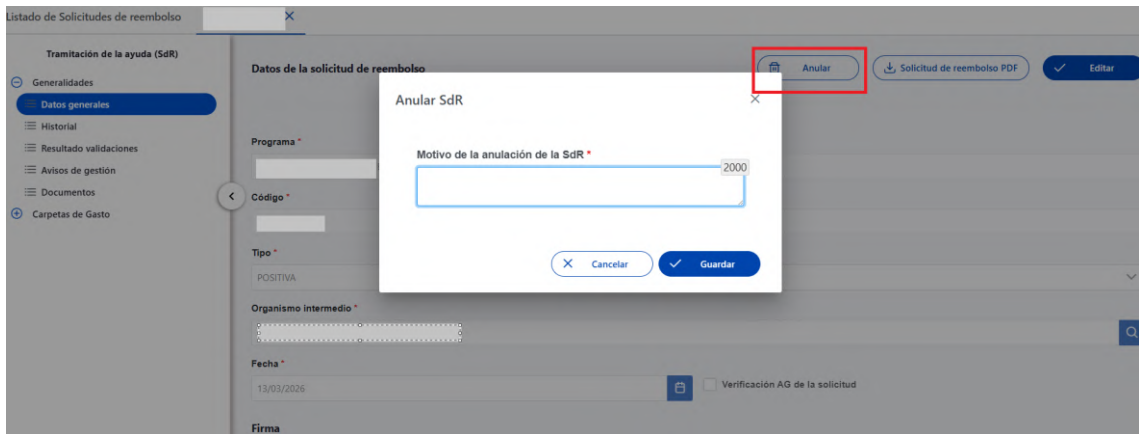 Listado de Solicitudes de reembolso
Tramitación de la ayuda (SdR)
Generalidades
Datos generales
Historial
Resultado validaciones
Avisos de gestión
Documentos
Carpetas de Gasto
Datos de la solicitud de reembolso
Anular
Solicitud de reembolso PDF
Editar
Anular SdR
Motivo de la anulación de la SdR *
2000
Cancelar
Guardar
Programa *
Código *
Tipo *
POSITIVA
Organismo intermedio *
Fecha *
13/03/2026
Verificación AG de la solicitud
Firma